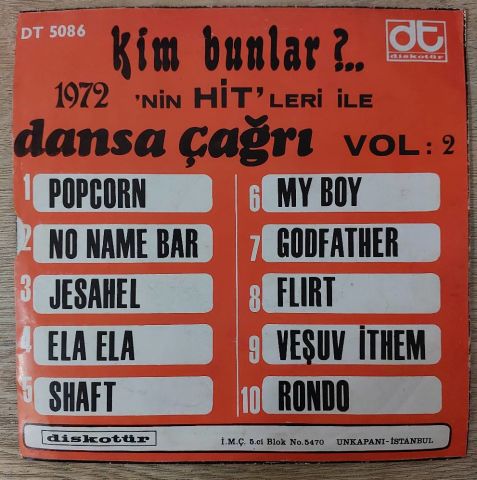 DT 5086
Kim bunlar?...
dt
diskotür
1972 'NİN HİT'LERİ İLE
dansa çağrı VOL: 2
1 POPCORN
2 NO NAME BAR
3 JESAHEL
4 ELA ELA
5 SHAFT
6 MY BOY
7 GODFATHER
8 FLIRT
9 VEŞUV İTHEM
10 RONDO
diskotür
İ.M.Ç. 5.ci Blok No.5470 UNKAPANI-İSTANBUL